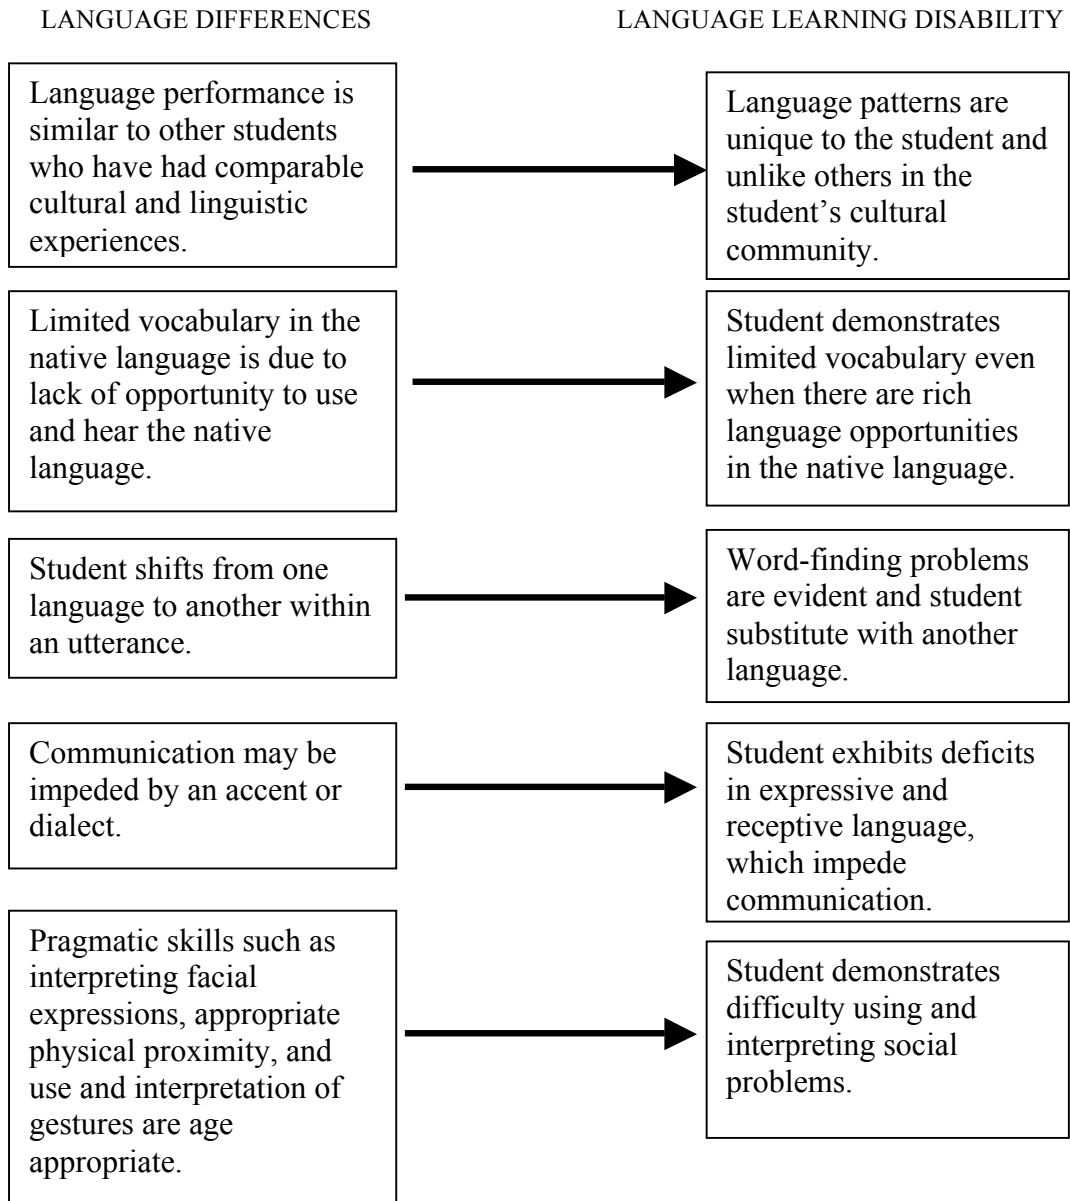 LANGUAGE DIFFERENCES
LANGUAGE LEARNING DISABILITY
Language performance is
similar to other students
who have had comparable
cultural and linguistic
experiences.
Language patterns are
unique to the student and
unlike others in the
student’s cultural
community.
Limited vocabulary in the
native language is due to
lack of opportunity to use
and hear the native
language.
Student demonstrates
limited vocabulary even
when there are rich
language opportunities
in the native language.
Student shifts from one
language to another within
an utterance.
Word-finding problems
are evident and student
substitute with another
language.
Communication may be
impeded by an accent or
dialect.
Student exhibits deficits
in expressive and
receptive language,
which impede
communication.
Pragmatic skills such as
interpreting facial
expressions, appropriate
physical proximity, and
use and interpretation of
gestures are age
appropriate.
Student demonstrates
difficulty using and
interpreting social
problems.